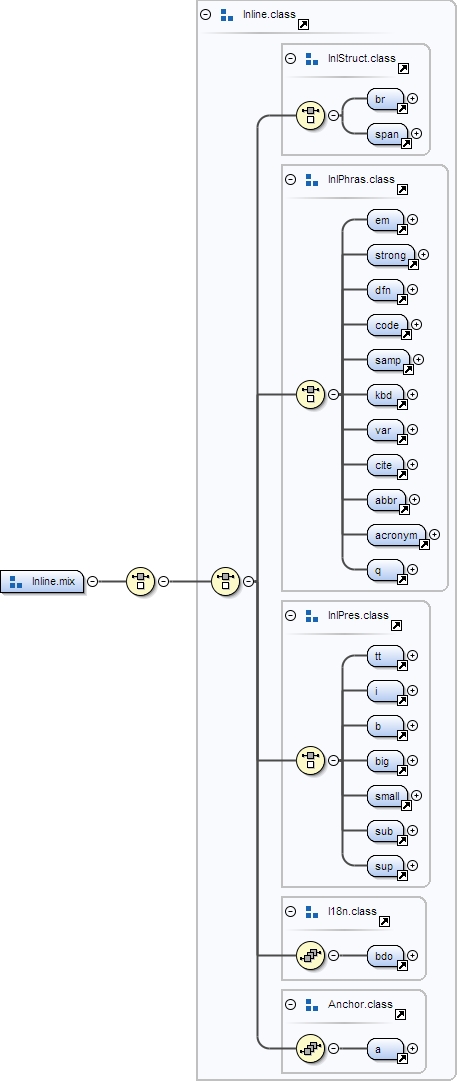 Inline.class
InlStruct.class
br
span
InlPhras.class
em
strong
dfn
code
samp
kbd
var
cite
abbr
acronym
q
Inline.mix
InlPres.class
tt
i
b
big
small
sub
sup
I18n.class
bdo
Anchor.class
a